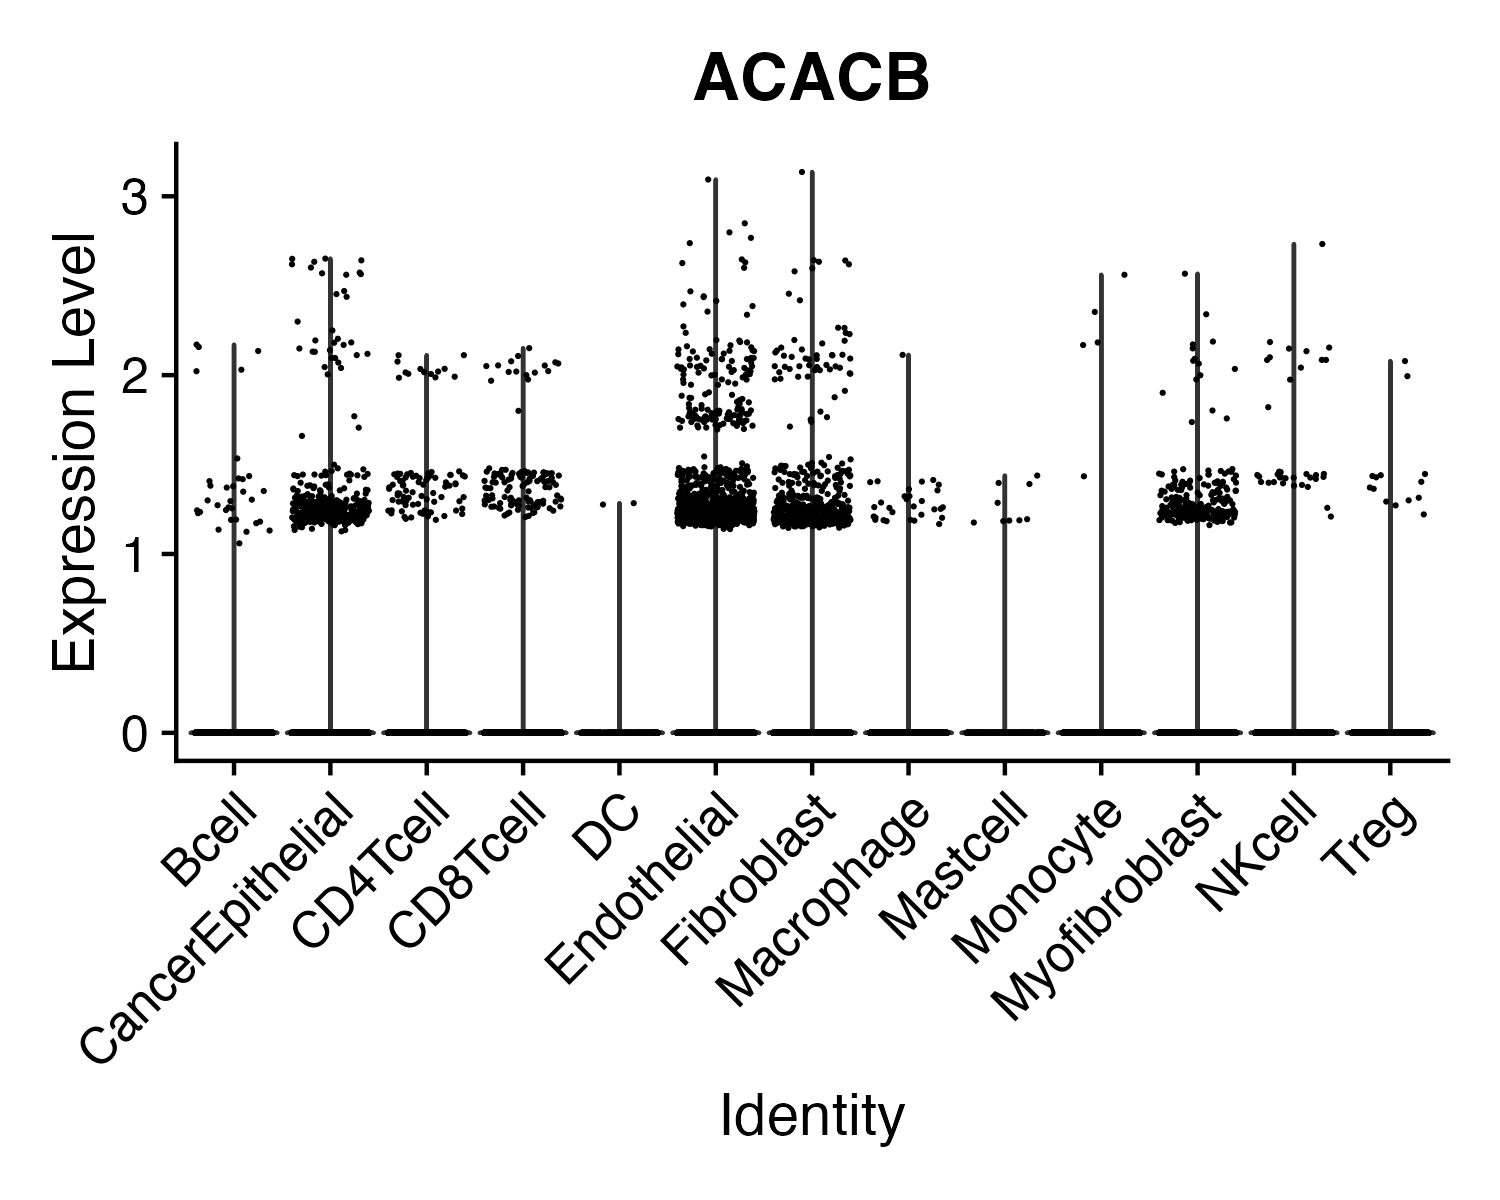 ACACB
Expression Level
3
2
1
0
Bcell
CancerEpithelial
CD4Tcell
CD8Tcell
DC
Endothelial
Fibroblast
Macrophage
Mastcell
Monocyte
Myofibroblast
NKcell
Treg
Identity